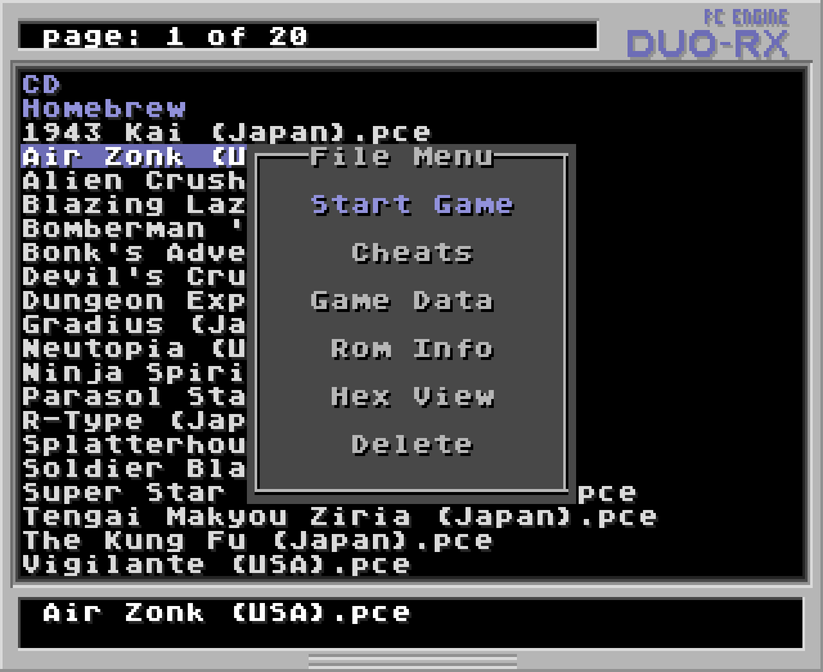 page: 1 of 20
PC ENGINE
DUO-RX
CD
Homebrew
1943 Kai (Japan).pce
Air Zonk (U
Alien Crush
Blazing Laz
Bomberman '
Bonk's Adve
Devil's Cru
Dungeon Exp
Gradius (Ja
Neutopia (U
Ninja Spiri
Parasol Sta
R-Type (Jap
Splatterhou
Soldier Bla
Super Star pce
Tengai Makyou Ziria (Japan).pce
The Kung Fu (Japan).pce
Vigilante (USA).pce
File Menu
Start Game
Cheats
Game Data
Rom Info
Hex View
Delete
Air Zonk (USA).pce